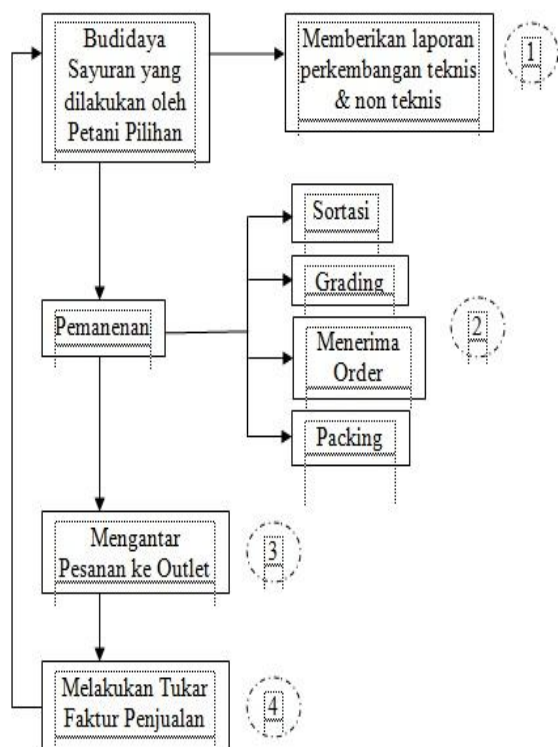 Budidaya
Sayuran yang
dilakukan oleh
Petani Pilihan
Memberikan laporan
perkembangan teknis
& non teknis
1
Pemanenan
Sortasi
Grading
Menerima
Order
Packing
2
Mengantar
Pesanan ke Outlet
3
Melakukan Tukar
Faktur Penjualan
4